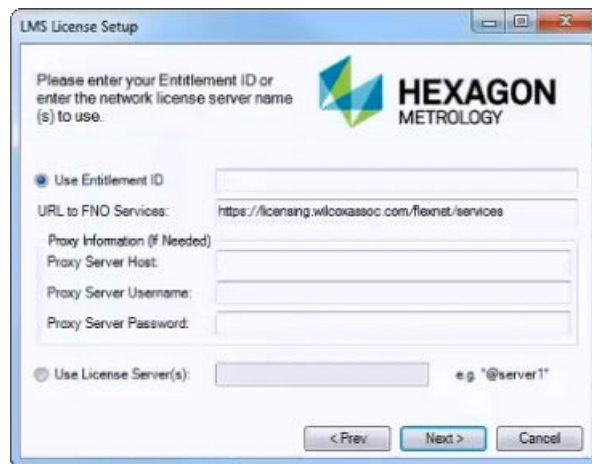 LMS License Setup
Please enter your Entitlement ID or
enter the network license server name
(s) to use.
HEXAGON
METROLOGY
Use Entitlement ID
URL to FNO Services: https://licensing.wilcoxassoc.com/flexnet/services
Proxy Information (If Needed)
Proxy Server Host:
Proxy Server Username:
Proxy Server Password:
Use License Server(s): e.g. "@server1"
< Prev Next > Cancel